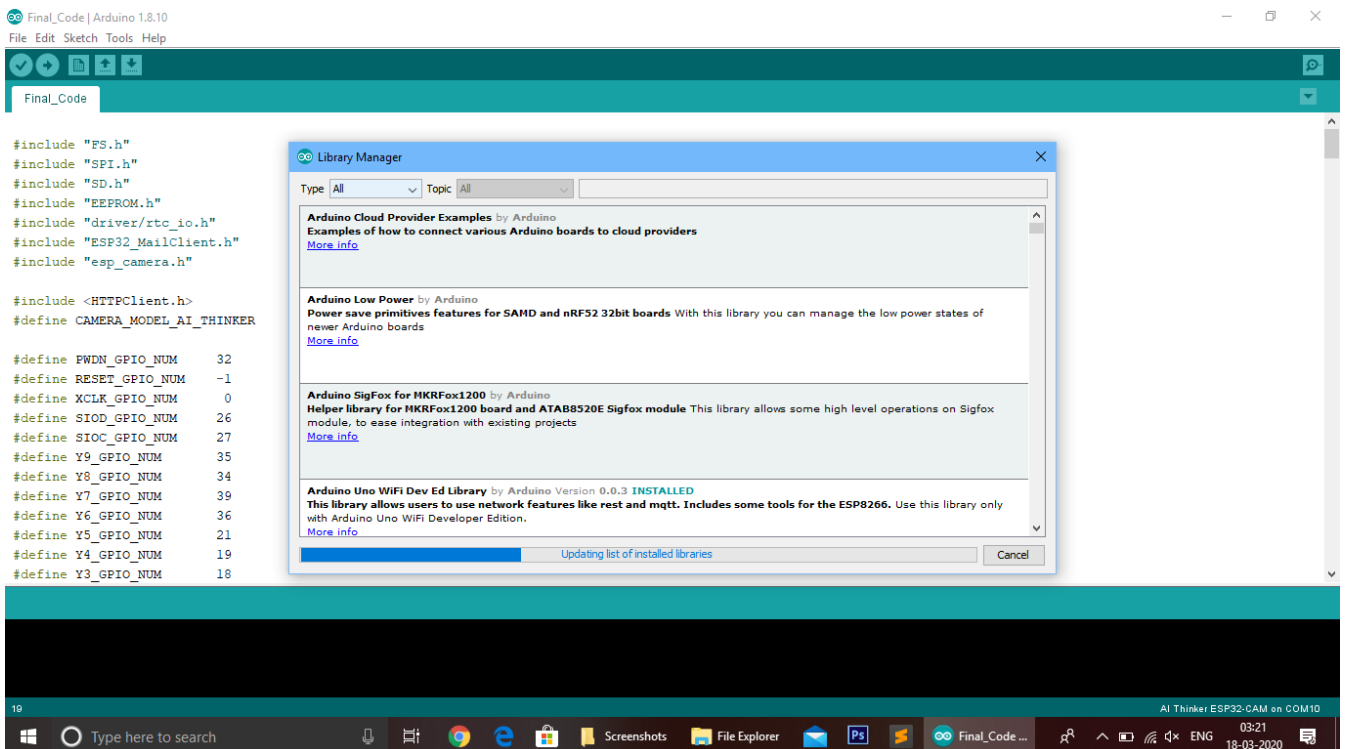 Final_Code | Arduino 1.8.10
File Edit Sketch Tools Help
Final_Code
#include "FS.h"
#include "SPI.h"
#include "SD.h"
#include "EEPROM.h"
#include "driver/rtc_io.h"
#include "ESP32_MailClient.h"
#include "esp_camera.h"
#include <HTTPClient.h>
#define CAMERA_MODEL_AI_THINKER
#define PWDN_GPIO_NUM 32
#define RESET_GPIO_NUM -1
#define XCLK_GPIO_NUM 0
#define SIOD_GPIO_NUM 26
#define SIOC_GPIO_NUM 27
#define Y9_GPIO_NUM 35
#define Y8_GPIO_NUM 34
#define Y7_GPIO_NUM 39
#define Y6_GPIO_NUM 36
#define Y5_GPIO_NUM 21
#define Y4_GPIO_NUM 19
#define Y3_GPIO_NUM 18
Library Manager
Type All Topic All
Arduino Cloud Provider Examples by Arduino
Examples of how to connect various Arduino boards to cloud providers
More info
Arduino Low Power by Arduino
Power save primitives features for SAMD and nRF52 32bit boards With this library you can manage the low power states of
newer Arduino boards
More info
Arduino SigFox for MKRFox1200 by Arduino
Helper library for MKRFox1200 board and ATAB8520E Sigfox module This library allows some high level operations on Sigfox
module, to ease integration with existing projects
More info
Arduino Uno WiFi Dev Ed Library by Arduino Version 0.0.3 INSTALLED
This library allows users to use network features like rest and mqtt. Includes some tools for the ESP8266. Use this library only
with Arduino Uno WiFi Developer Edition.
More info
Updating list of installed libraries
Cancel
19
AI Thinker ESP32-CAM on COM10
Type here to search
Screenshots
File Explorer
Ps
Final_Code ...
ENG
03:21
18-03-2020